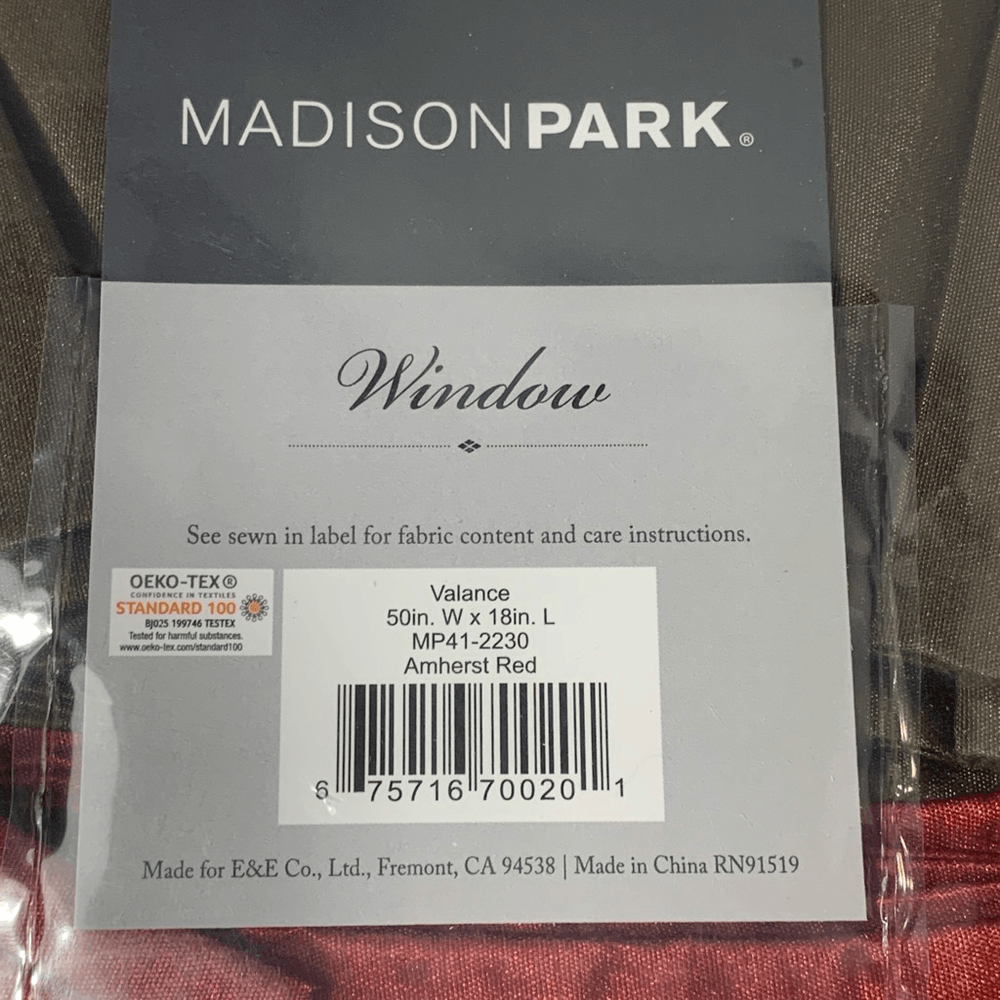 MADISONPARK®
Window
See sewn in label for fabric content and care instructions.
OEKO-TEX®
CONFIDENCE IN TEXTILES
STANDARD 100
BJ025 199746 TESTEX
Tested for harmful substances.
www.oeko-tex.com/standard100
Valance
50in. W x 18in. L
MP41-2230
Amherst Red
6 75716 70020 1
Made for E&E Co., Ltd., Fremont, CA 94538 | Made in China RN91519